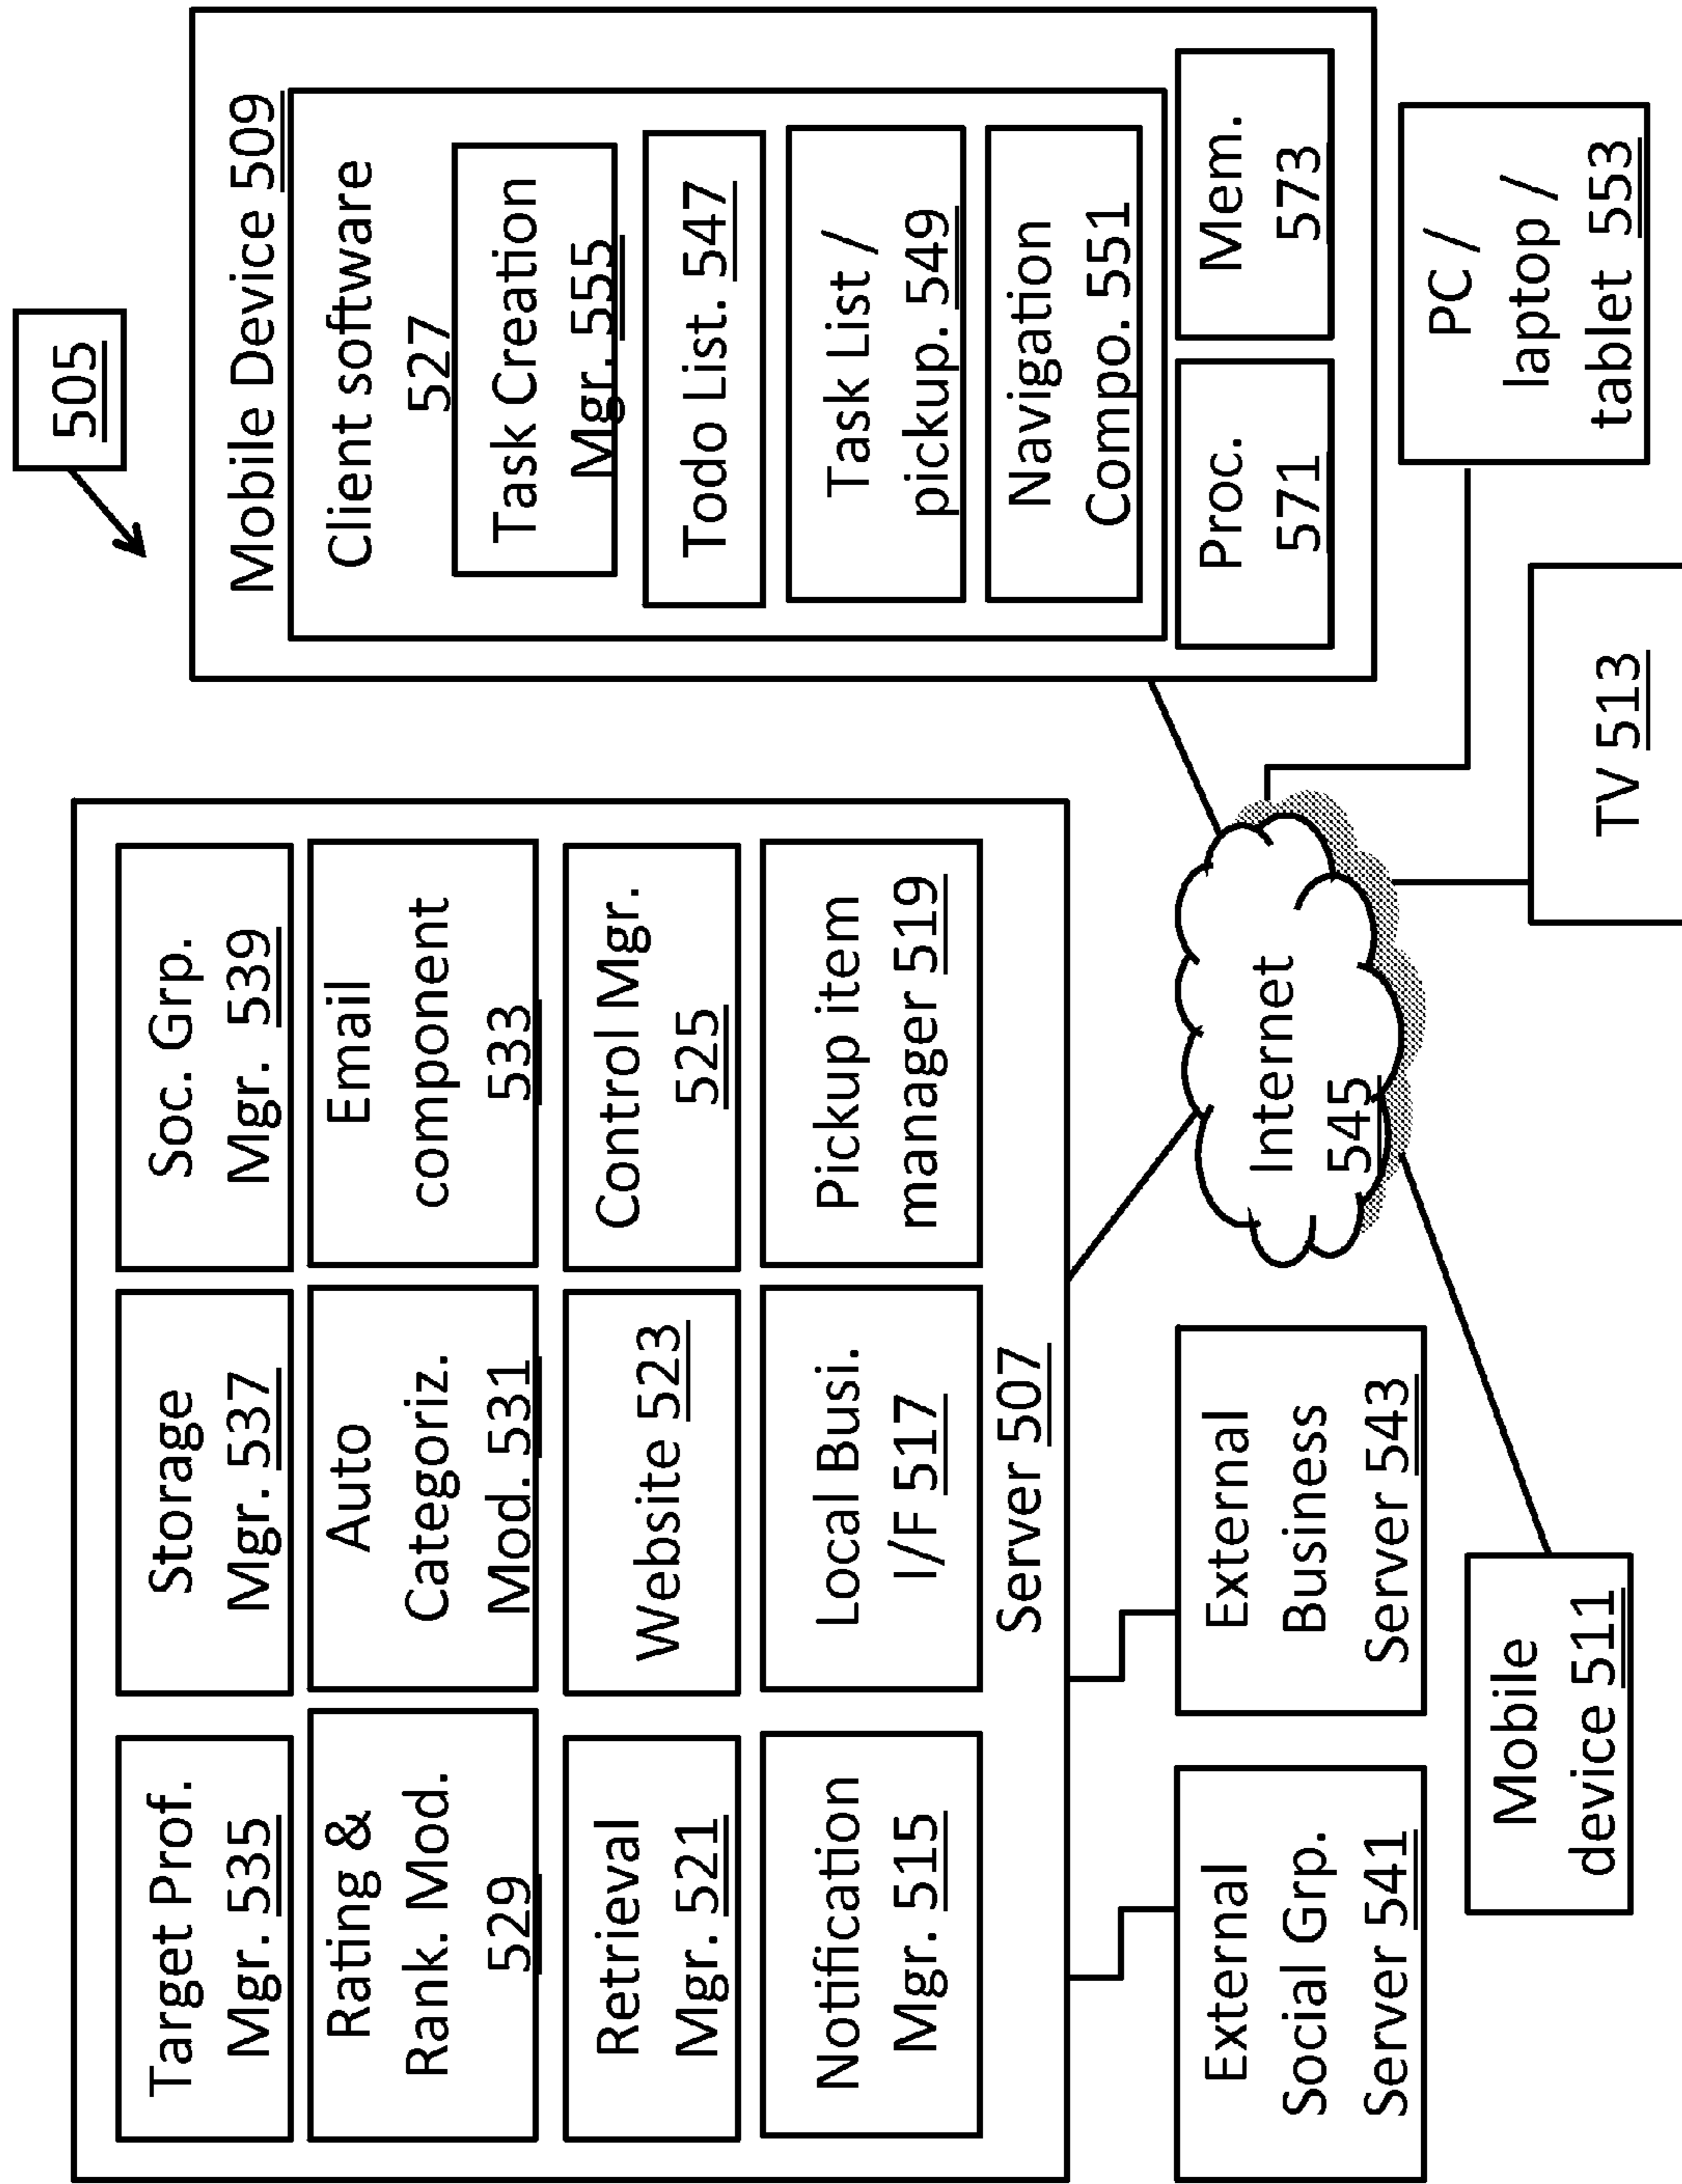 505
Target Prof.
Mgr. 535
Storage
Mgr. 537
Soc. Grp.
Mgr. 539
Rating &
Rank. Mod.
529
Auto
Categoriz.
Mod. 531
Email
component
533
Retrieval
Mgr. 521
Website 523
Control Mgr.
525
Notification
Mgr. 515
Local Busi.
I/F 517
Pickup item
manager 519
Server 507
Mobile Device 509
Client software
527
Task Creation
Mgr. 555
Todo List. 547
Task List /
pickup. 549
Navigation
Compo. 551
Proc.
571
Mem.
573
External
Social Grp.
Server 541
External
Business
Server 543
Internet
545
Mobile
device 511
TV 513
PC /
laptop /
tablet 553